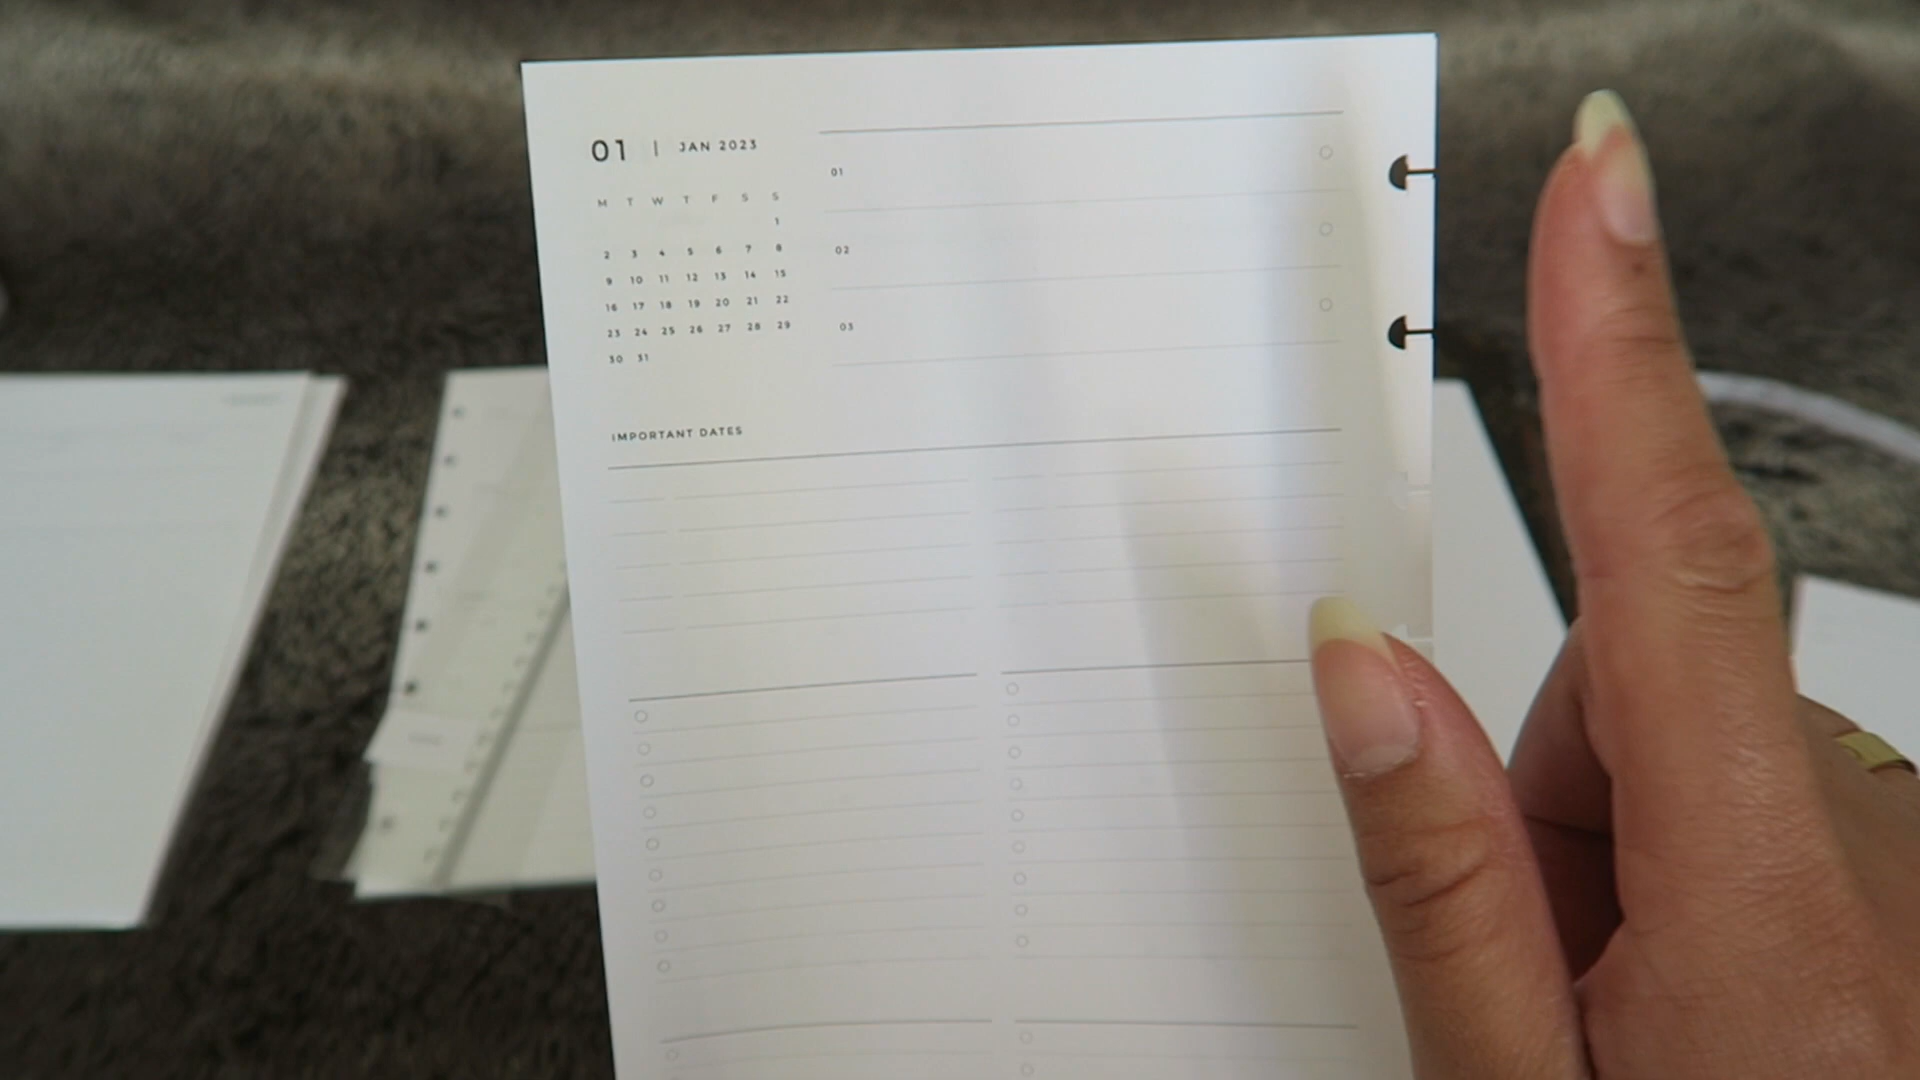 01 | JAN 2023
M T W T F S S
1
2 3 4 5 6 7 8
9 10 11 12 13 14 15
16 17 18 19 20 21 22
23 24 25 26 27 28 29
30 31
01
02
03
IMPORTANT DATES